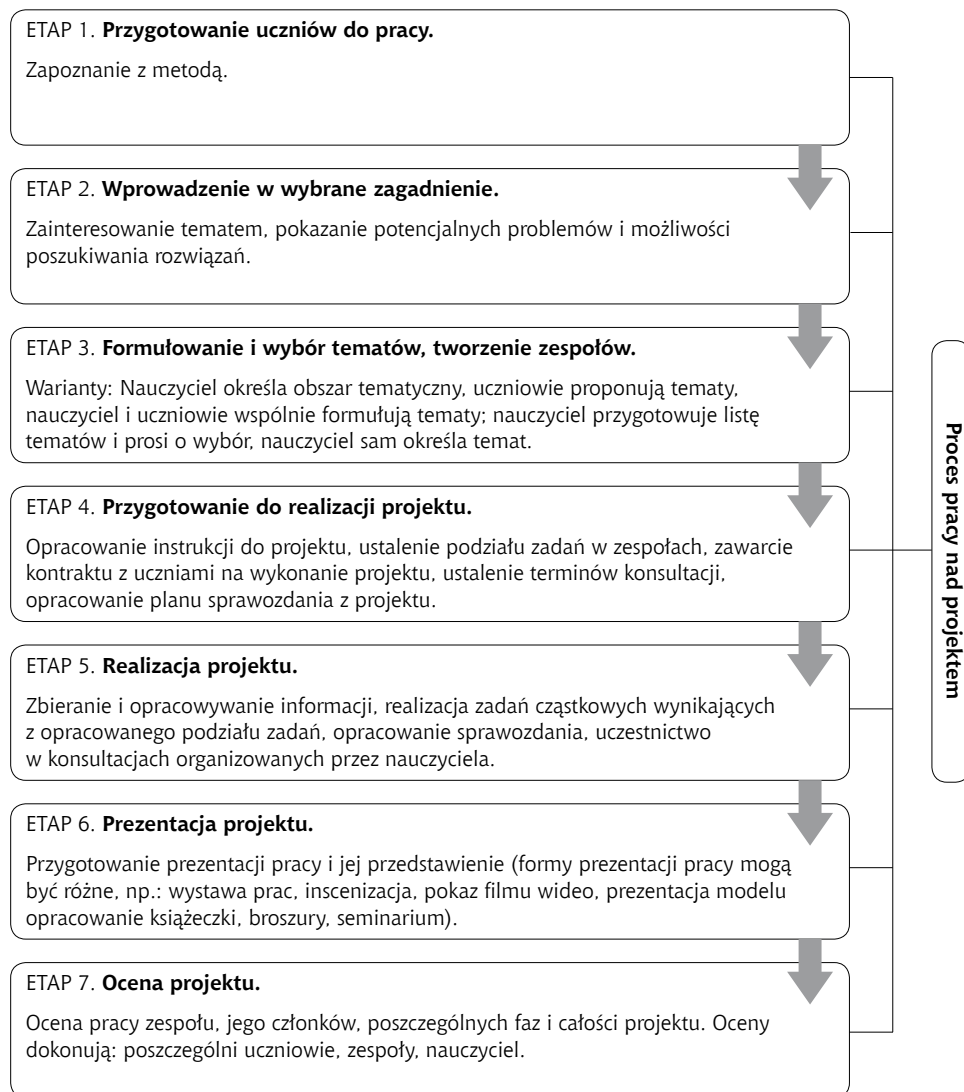 ETAP 1. Przygotowanie uczniów do pracy.
Zapoznanie z metodą.
ETAP 2. Wprowadzenie w wybrane zagadnienie.
Zainteresowanie tematem, pokazanie potencjalnych problemów i możliwości
poszukiwania rozwiązań.
ETAP 3. Formułowanie i wybór tematów, tworzenie zespołów.
Warianty: Nauczyciel określa obszar tematyczny, uczniowie proponują tematy,
nauczyciel i uczniowie wspólnie formułują tematy; nauczyciel przygotowuje listę
tematów i prosi o wybór, nauczyciel sam określa temat.
ETAP 4. Przygotowanie do realizacji projektu.
Opracowanie instrukcji do projektu, ustalenie podziału zadań w zespołach, zawarcie
kontraktu z uczniami na wykonanie projektu, ustalenie terminów konsultacji,
opracowanie planu sprawozdania z projektu.
ETAP 5. Realizacja projektu.
Zbieranie i opracowywanie informacji, realizacja zadań cząstkowych wynikających
z opracowanego podziału zadań, opracowanie sprawozdania, uczestnictwo
w konsultacjach organizowanych przez nauczyciela.
ETAP 6. Prezentacja projektu.
Przygotowanie prezentacji pracy i jej przedstawienie (formy prezentacji pracy mogą
być różne, np.: wystawa prac, inscenizacja, pokaz filmu wideo, prezentacja modelu
opracowanie książeczki, broszury, seminarium).
ETAP 7. Ocena projektu.
Ocena pracy zespołu, jego członków, poszczególnych faz i całości projektu. Oceny
dokonują: poszczególni uczniowie, zespoły, nauczyciel.
Proces pracy nad projektem